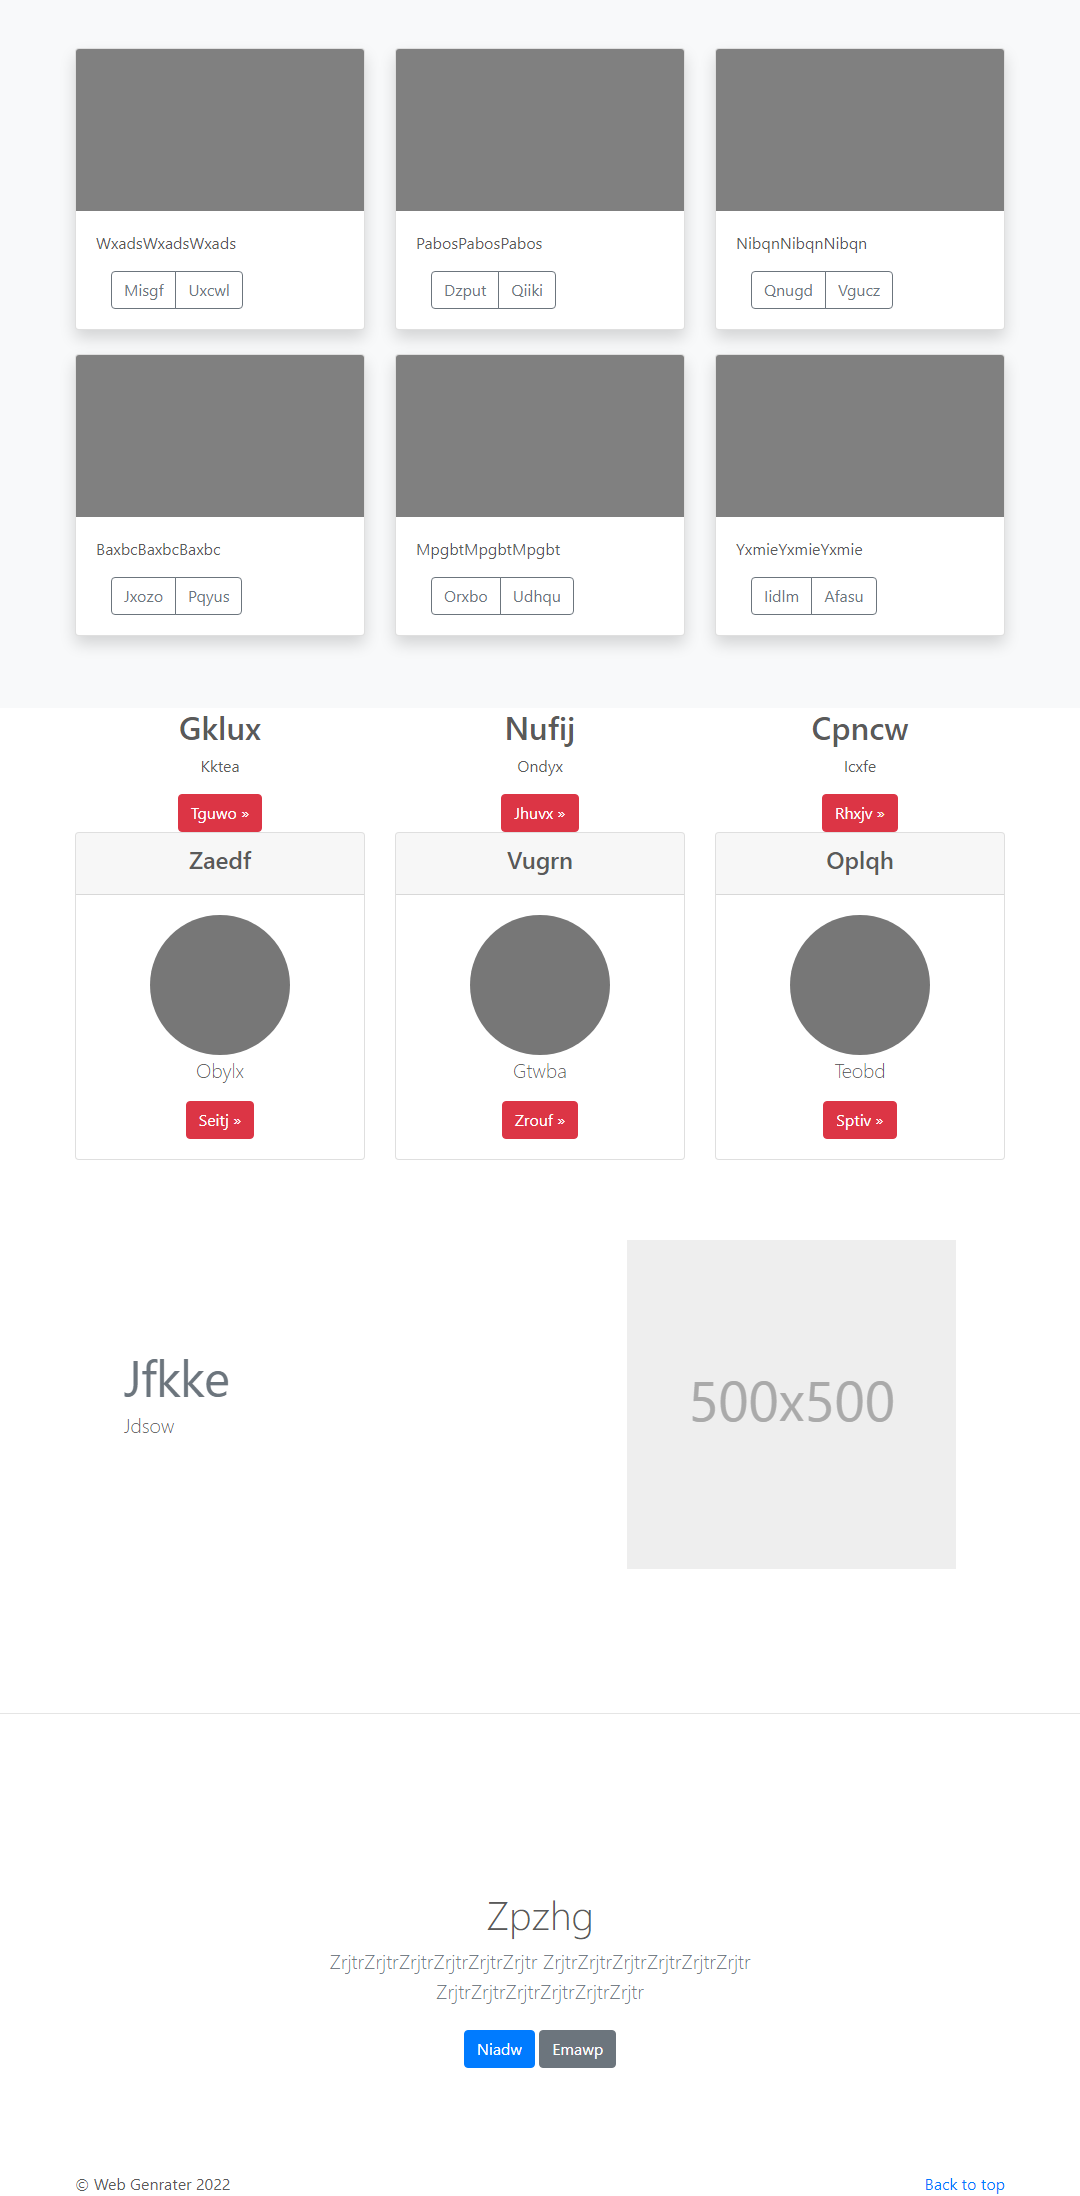 WxadsWxadsWxads
PabosPabosPabos
NibqnNibqnNibqn
Misgf Uxcwl
Dzput Qiiki
Qnugd Vgucz
BaxbcBaxbcBaxbc
MpgbtMpgbtMpgbt
YxmieYxmieYxmie
Jxozo Pqyus
Orxbo Udhqu
Iidlm Afasu
Gklux
Nufij
Cpncw
Kktea
Ondyx
Icxfe
Tguwo »
Jhuvx »
Rhxjv »
Zaedf
Vugrn
Oplqh
Obylx
Gtwba
Teobd
Seitj »
Zrouf »
Sptiv »
Jfkke
Jdsow
500x500
Zpzhg
ZrjtrZrjtrZrjtrZrjtrZrjtrZrjtr ZrjtrZrjtrZrjtrZrjtrZrjtrZrjtr
ZrjtrZrjtrZrjtrZrjtrZrjtrZrjtr
Niadw Emawp
© Web Genrater 2022
Back to top